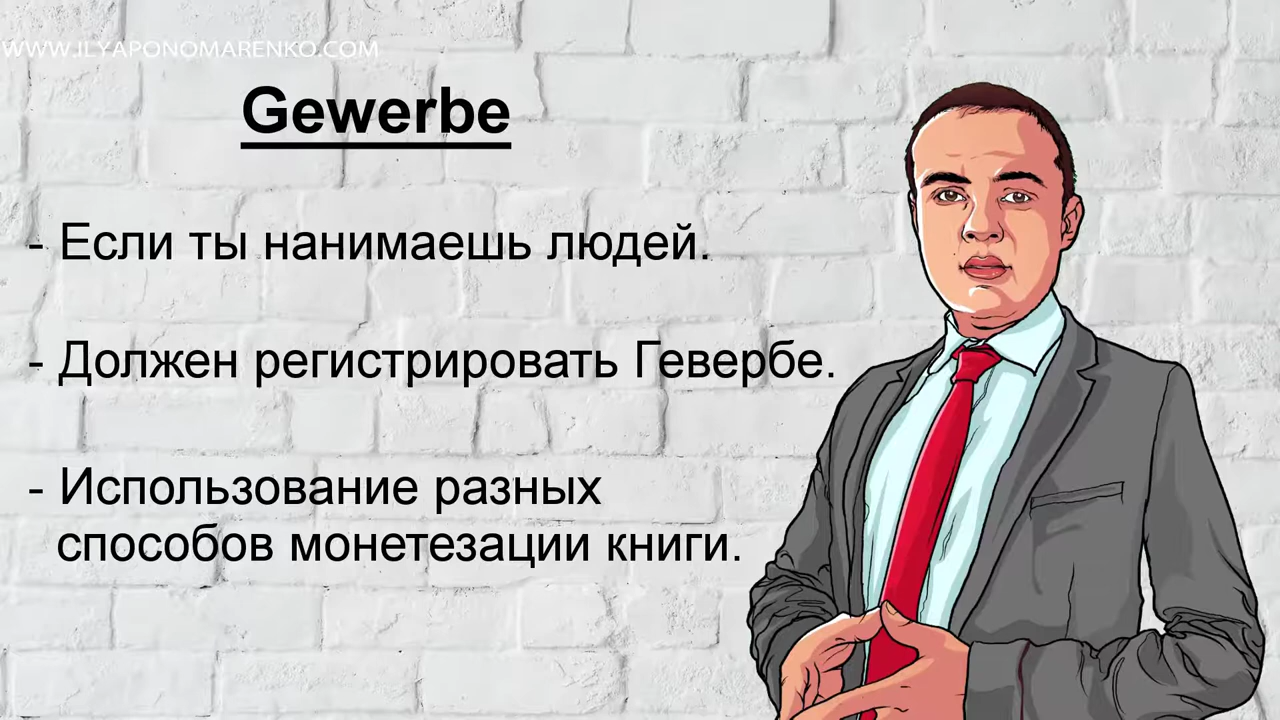 WWW.ILYAPONOMARENKO.COM
Gewerbe
- Если ты нанимаешь людей.
- Должен регистрировать Гевербе.
- Использование разных
способов монетезации книги.